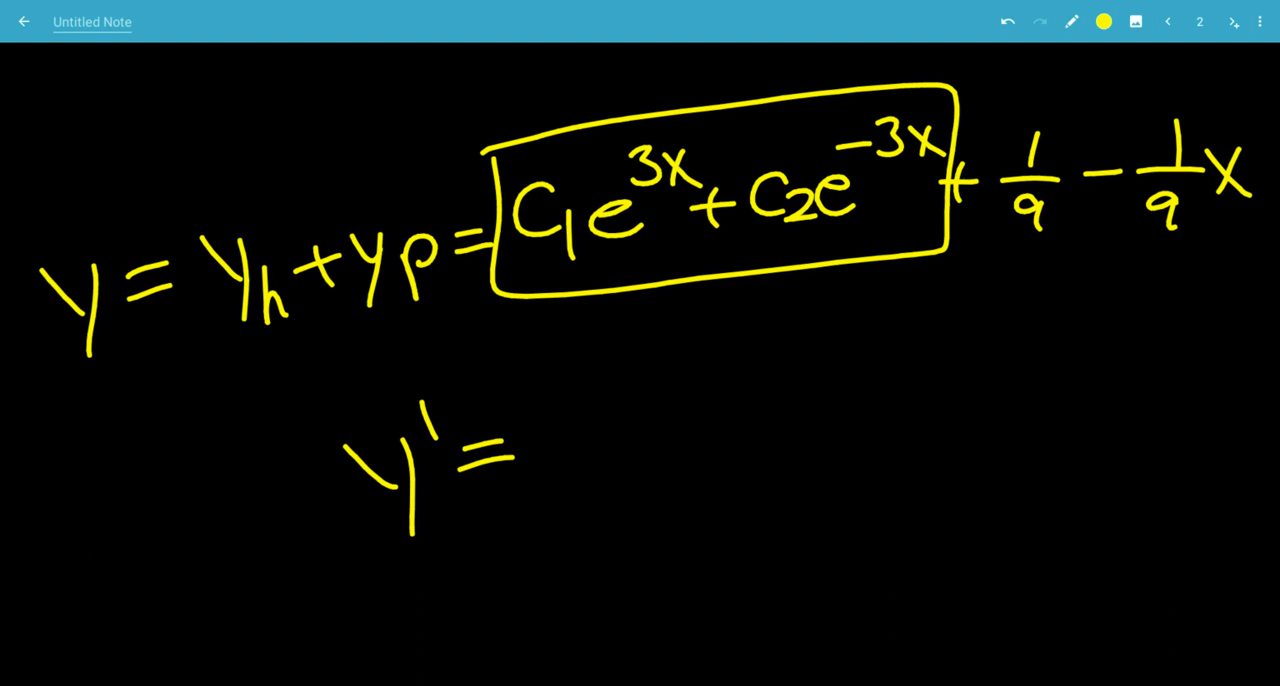 Untitled Note
2
y = yh + yp = C₁e^{3x} + C₂e^{-3x} + 1/9 - 1/9 x
y' =